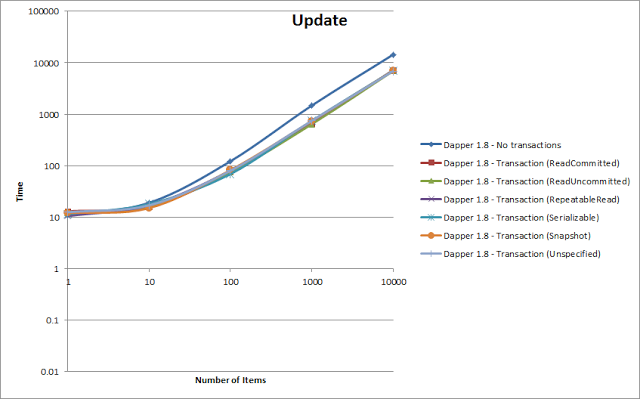 Update
100000
10000
1000
100
10
1
0.1
0.01
1
10
100
1000
10000
Time
Number of Items
Dapper 1.8 - No transactions
Dapper 1.8 - Transaction (ReadCommitted)
Dapper 1.8 - Transaction (ReadUncommitted)
Dapper 1.8 - Transaction (RepeatableRead)
Dapper 1.8 - Transaction (Serializable)
Dapper 1.8 - Transaction (Snapshot)
Dapper 1.8 - Transaction (Unspecified)